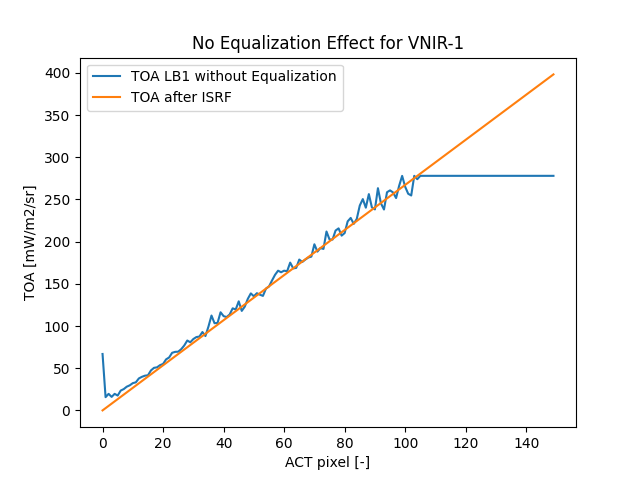 No Equalization Effect for VNIR-1
TOA LB1 without Equalization
TOA after ISRF
TOA [mW/m2/sr]
400
350
300
250
200
150
100
50
0
0 20 40 60 80 100 120 140
ACT pixel [-]